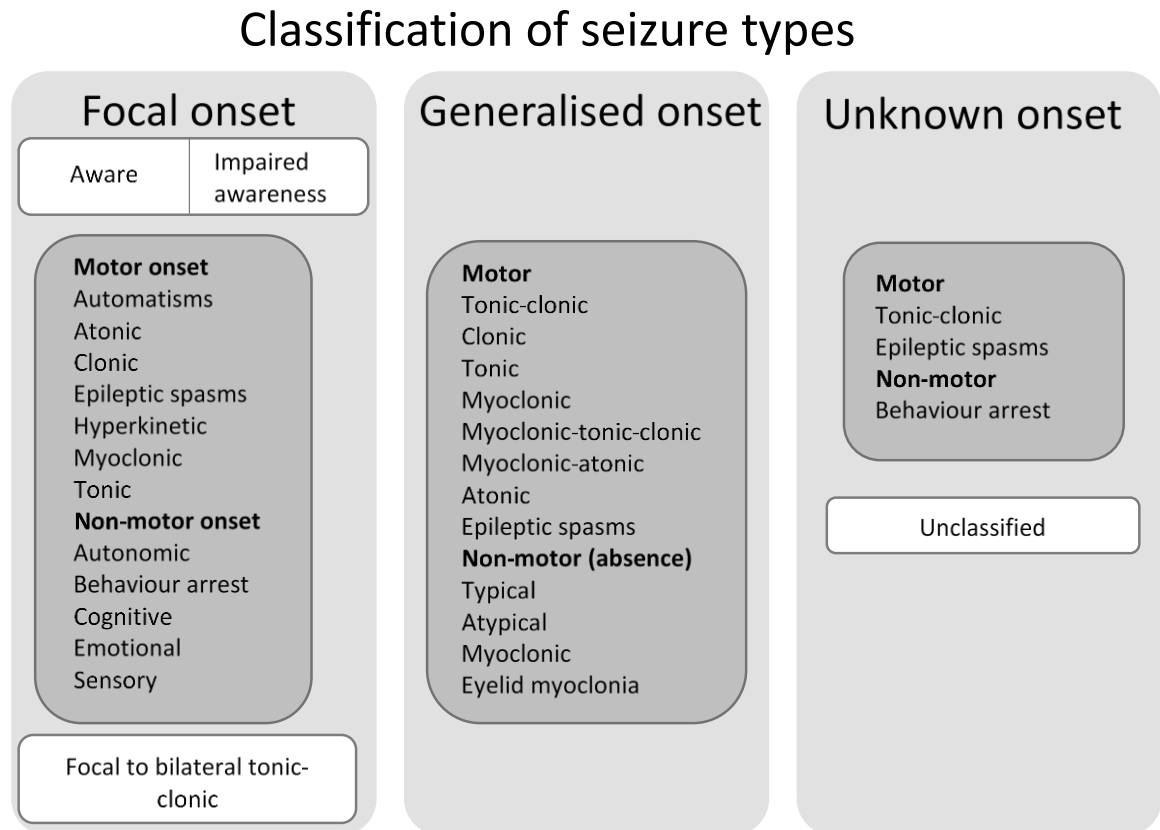 Classification of seizure types
Focal onset
Aware
Impaired
awareness
Motor onset
Automatisms
Atonic
Clonic
Epileptic spasms
Hyperkinetic
Myoclonic
Tonic
Non-motor onset
Autonomic
Behaviour arrest
Cognitive
Emotional
Sensory
Focal to bilateral tonic-
clonic
Generalised onset
Motor
Tonic-clonic
Clonic
Tonic
Myoclonic
Myoclonic-tonic-clonic
Myoclonic-atonic
Atonic
Epileptic spasms
Non-motor (absence)
Typical
Atypical
Myoclonic
Eyelid myoclonia
Unknown onset
Motor
Tonic-clonic
Epileptic spasms
Non-motor
Behaviour arrest
Unclassified